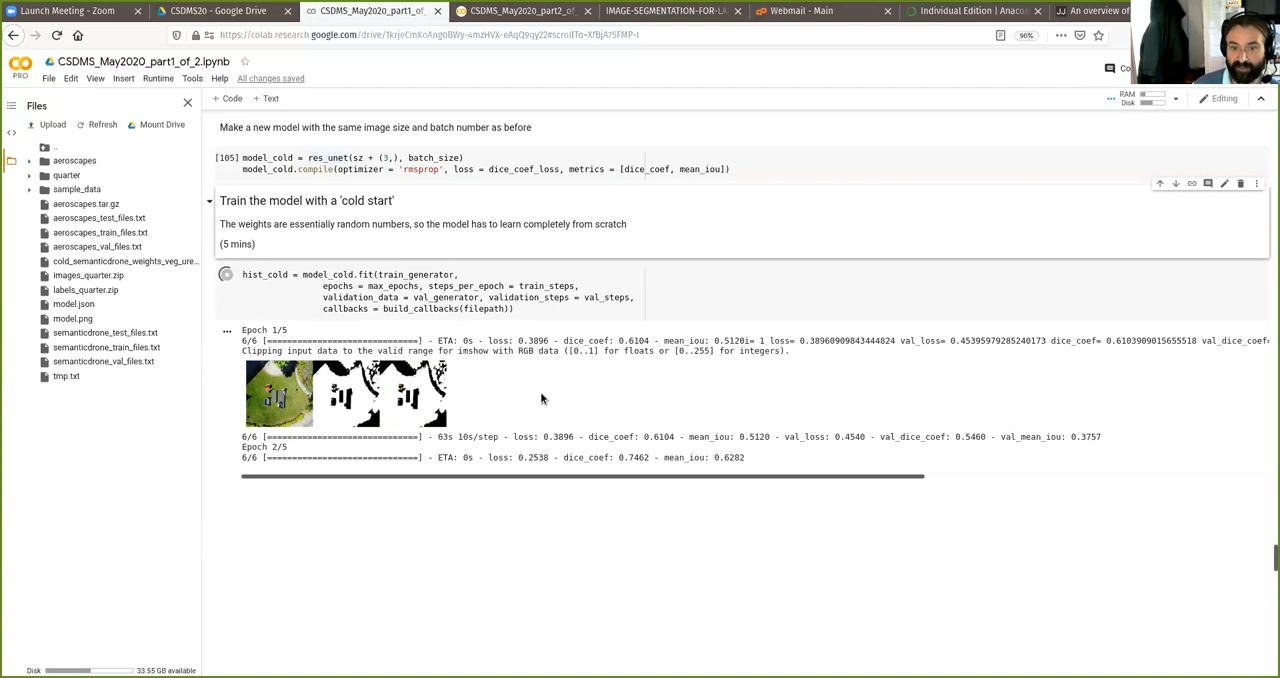 Launch Meeting - Zoom
CSDMS20 - Google Drive
CSDMS_May2020_part1_of_
CSDMS_May2020_part2_of_
IMAGE-SEGMENTATION-FOR-LA
Webmail - Main
Individual Edition | Anacon
JJ An overview of
90%
PRO
CSDMS_May2020_part1_of_2.ipynb
File Edit View Insert Runtime Tools Help All changes saved
Co
Files
Upload Refresh Mount Drive
+ Code + Text
RAM
Disk
Editing
..
aeroscapes
quarter
sample_data
aeroscapes.tar.gz
aeroscapes_test_files.txt
aeroscapes_train_files.txt
aeroscapes_val_files.txt
cold_semanticdrone_weights_veg_ure...
images_quarter.zip
labels_quarter.zip
model.json
model.png
semanticdrone_test_files.txt
semanticdrone_train_files.txt
semanticdrone_val_files.txt
tmp.txt
Disk 33.55 GB available
Make a new model with the same image size and batch number as before
[105] model_cold = res_unet(sz + (3,), batch_size)
model_cold.compile(optimizer = 'rmsprop', loss = dice_coef_loss, metrics = [dice_coef, mean_iou])
Train the model with a 'cold start'
The weights are essentially random numbers, so the model has to learn completely from scratch
(5 mins)
hist_cold = model_cold.fit(train_generator,
epochs = max_epochs, steps_per_epoch = train_steps,
validation_data = val_generator, validation_steps = val_steps,
callbacks = build_callbacks(filepath))
Epoch 1/5
6/6 [==============================] - ETA: 0s - loss: 0.3896 - dice_coef: 0.6104 - mean_iou: 0.5120i= 1 loss= 0.38960909843444824 val_loss= 0.45395979285240173 dice_coef= 0.6103909015655518 val_dice_coef=
Clipping input data to the valid range for imshow with RGB data ([0..1] for floats or [0..255] for integers).
6/6 [==============================] - 63s 10s/step - loss: 0.3896 - dice_coef: 0.6104 - mean_iou: 0.5120 - val_loss: 0.4540 - val_dice_coef: 0.5460 - val_mean_iou: 0.3757
Epoch 2/5
6/6 [==============================] - ETA: 0s - loss: 0.2538 - dice_coef: 0.7462 - mean_iou: 0.6282